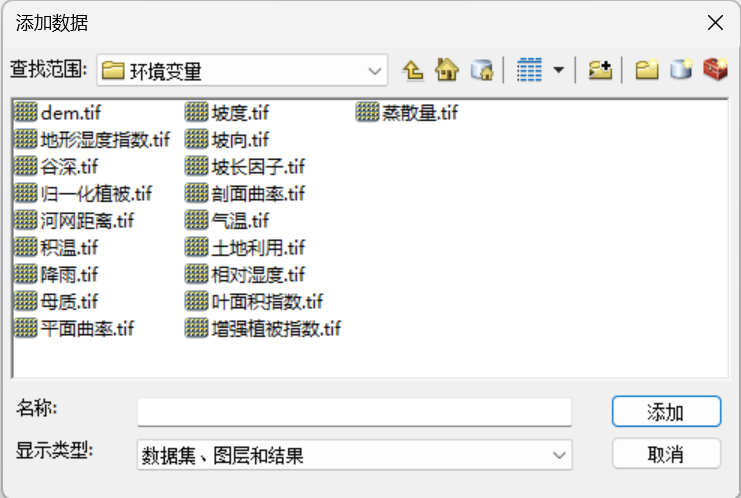 添加数据
查找范围: 环境变量
dem.tif
地形湿度指数.tif
谷深.tif
归一化植被.tif
河网距离.tif
积温.tif
降雨.tif
母质.tif
平面曲率.tif
坡度.tif
坡向.tif
坡长因子.tif
剖面曲率.tif
气温.tif
土地利用.tif
相对湿度.tif
叶面积指数.tif
增强植被指数.tif
蒸散量.tif
名称:
添加
显示类型: 数据集、图层和结果
取消